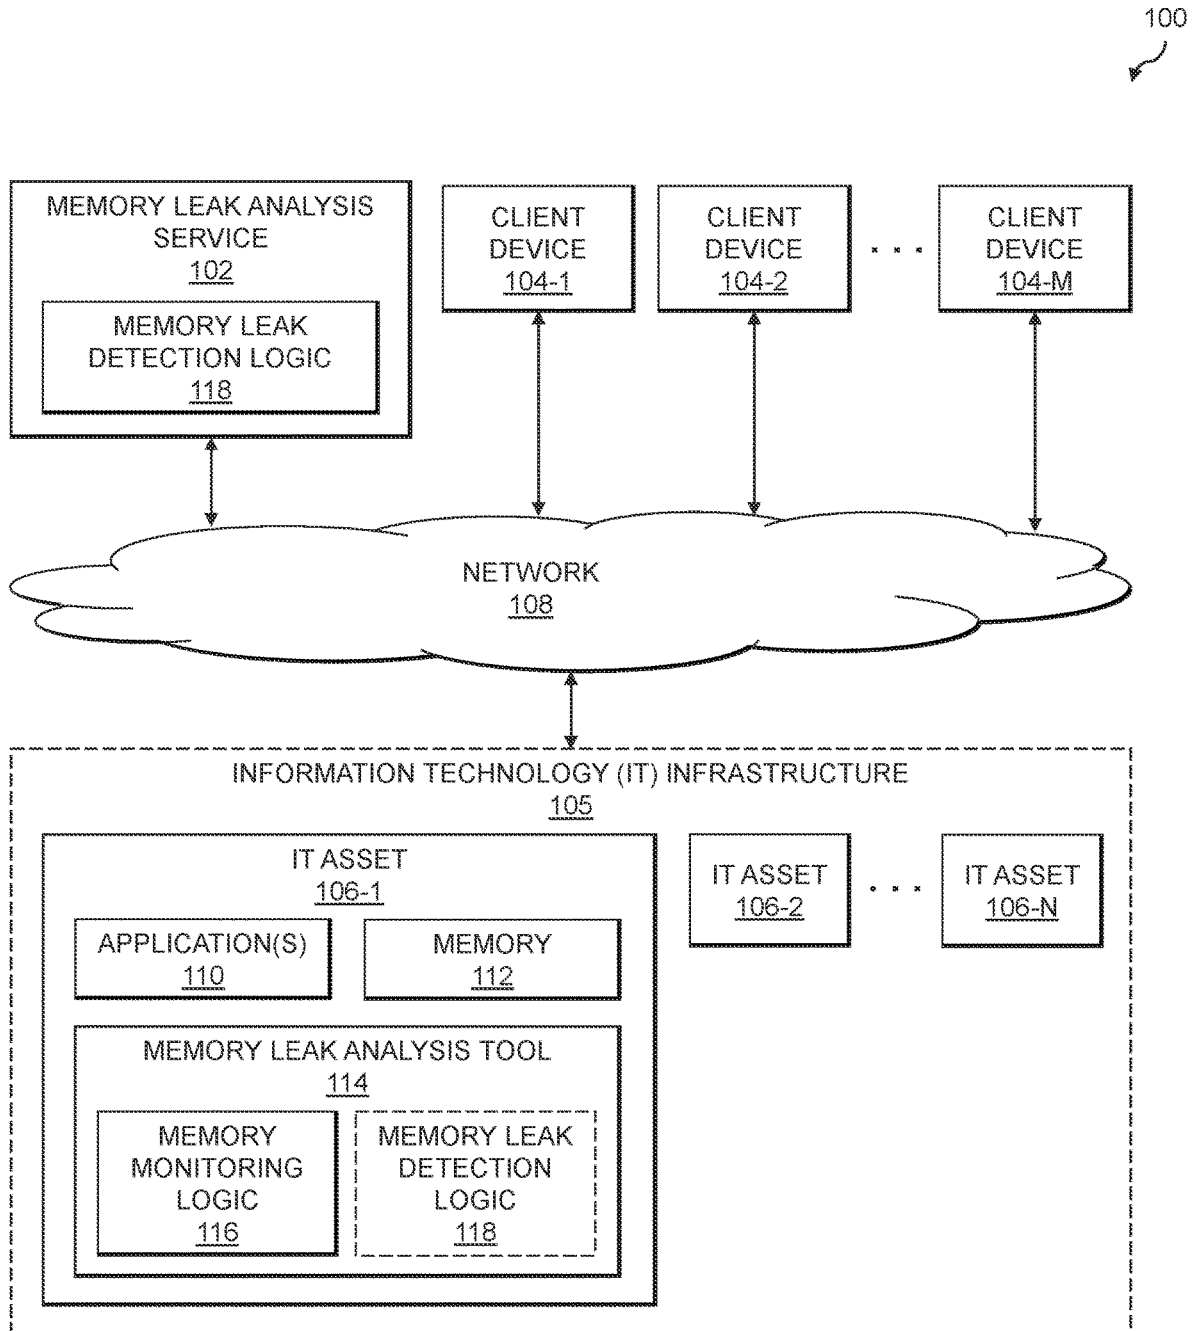 100
MEMORY LEAK ANALYSIS
SERVICE
102
MEMORY LEAK
DETECTION LOGIC
118
CLIENT
DEVICE
104-1
CLIENT
DEVICE
104-2
. . .
CLIENT
DEVICE
104-M
NETWORK
108
INFORMATION TECHNOLOGY (IT) INFRASTRUCTURE
105
IT ASSET
106-1
APPLICATION(S)
110
MEMORY
112
MEMORY LEAK ANALYSIS TOOL
114
MEMORY
MONITORING
LOGIC
116
MEMORY LEAK
DETECTION
LOGIC
118
IT ASSET
106-2
. . .
IT ASSET
106-N